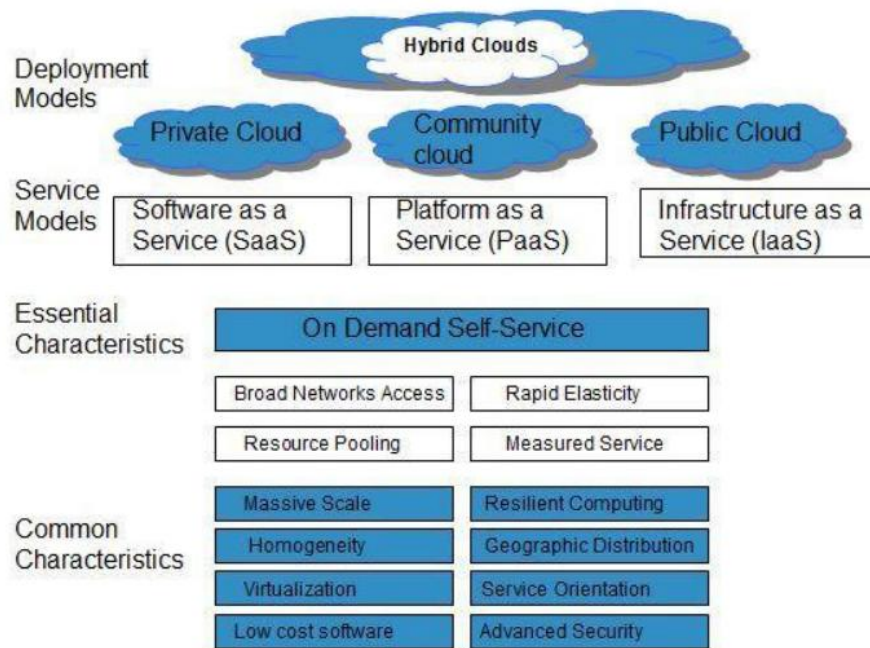 Hybrid Clouds
Deployment
Models
Private Cloud
Community
cloud
Public Cloud
Service
Models
Software as a
Service (SaaS)
Platform as a
Service (PaaS)
Infrastructure as a
Service (IaaS)
Essential
Characteristics
On Demand Self-Service
Broad Networks Access
Rapid Elasticity
Resource Pooling
Measured Service
Common
Characteristics
Massive Scale
Resilient Computing
Homogeneity
Geographic Distribution
Virtualization
Service Orientation
Low cost software
Advanced Security